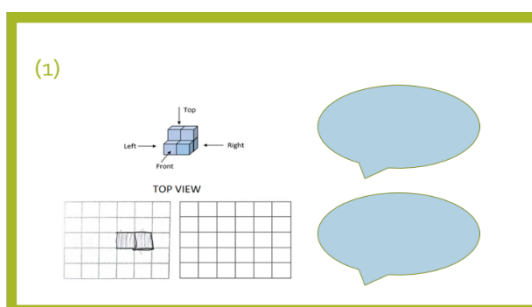 (1)
Top
Left
Right
Front
TOP VIEW